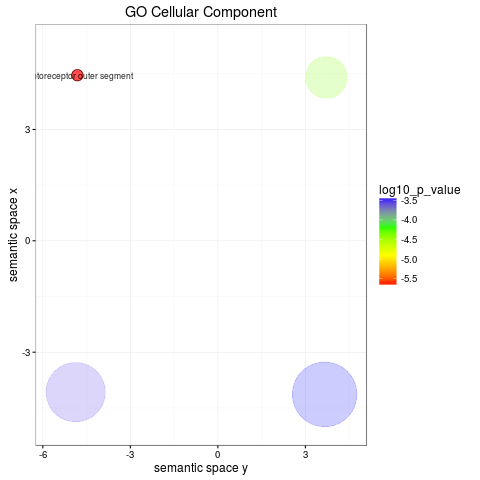 GO Cellular Component
toreceptor outer segment
3
0
-3
-6
-3
0
3
semantic space y
semantic space x
log10_p_value
-3.5
-4.0
-4.5
-5.0
-5.5